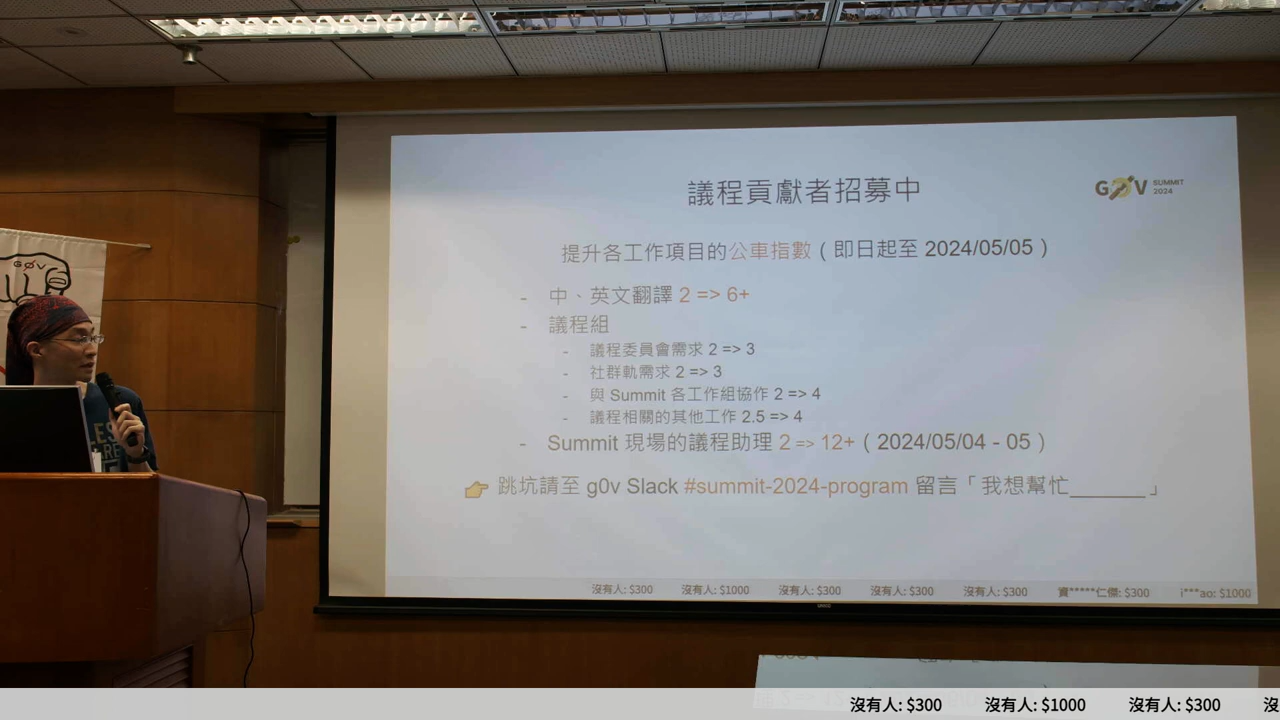 議程貢獻者招募中
G0V SUMMIT 2024
提升各工作項目的公車指數（即日起至 2024/05/05 ）
- 中、英文翻譯 2 => 6+
- 議程組
- 議程委員會需求 2 => 3
- 社群軌需求 2 => 3
- 與 Summit 各工作組協作 2 => 4
- 議程相關的其他工作 2.5 => 4
- Summit 現場的議程助理 2 => 12+（ 2024/05/04 - 05 ）
👉 跳坑請至 g0v Slack #summit-2024-program 留言「 我想幫忙_______ 」
沒有人: $300 沒有人: $1000 沒有人: $300 沒有人: $300 沒有人: $300 資*****仁傑: $300 i***ao: $1000
G0V
沒有人: $300 沒有人: $1000 沒有人: $300 沒